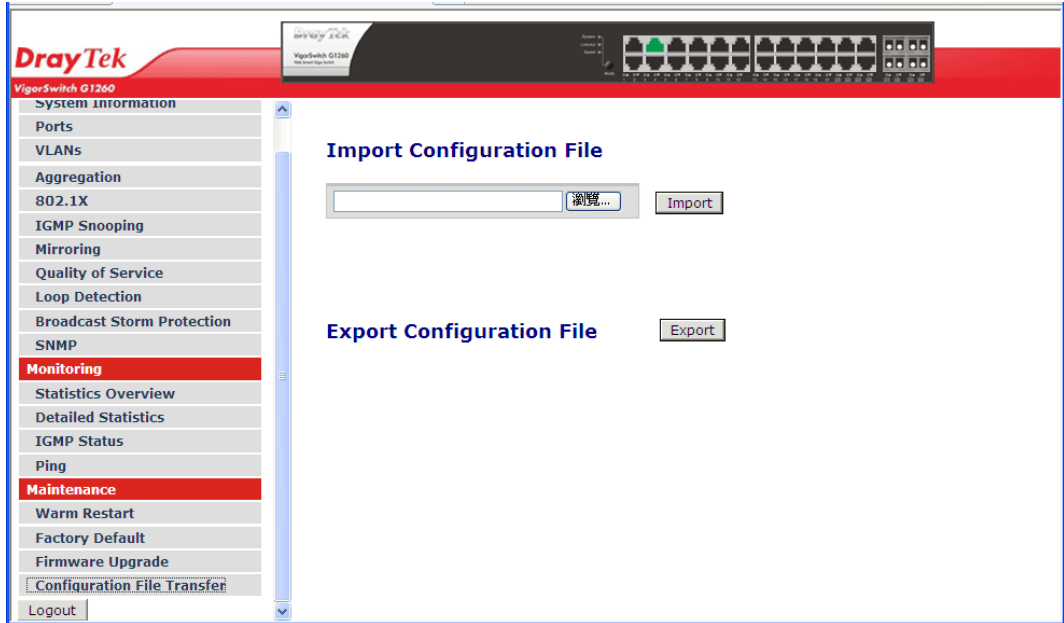 DrayTek
VigorSwitch G1260
DrayTek
VigorSwitch G1260
System Information
Ports
VLANs
Aggregation
802.1X
IGMP Snooping
Mirroring
Quality of Service
Loop Detection
Broadcast Storm Protection
SNMP
Monitoring
Statistics Overview
Detailed Statistics
IGMP Status
Ping
Maintenance
Warm Restart
Factory Default
Firmware Upgrade
Configuration File Transfer
Logout
Import Configuration File
瀏覽...
Import
Export Configuration File
Export